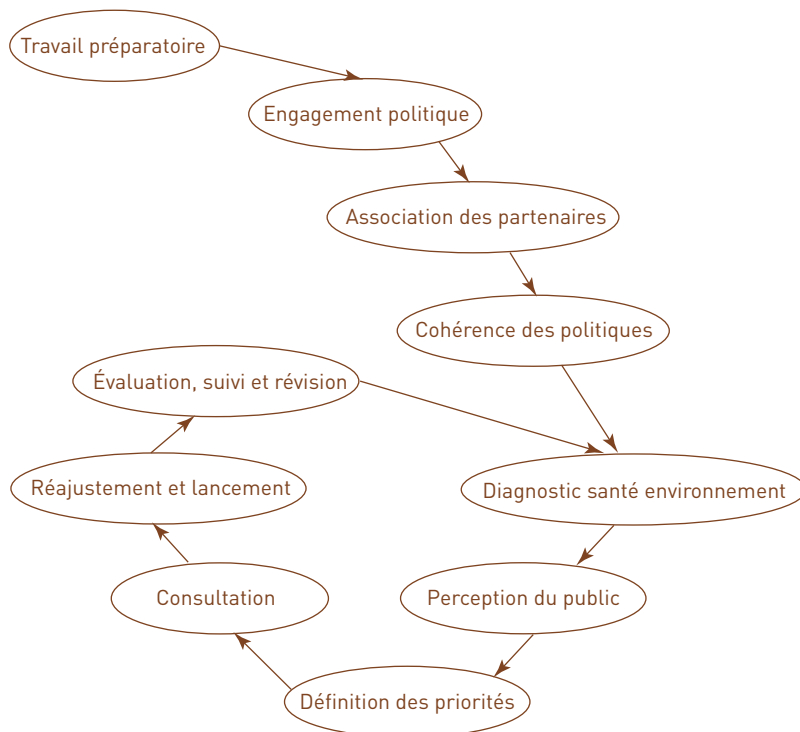 Travail préparatoire
Engagement politique
Association des partenaires
Cohérence des politiques
Évaluation, suivi et révision
Réajustement et lancement
Diagnostic santé environnement
Consultation
Perception du public
Définition des priorités